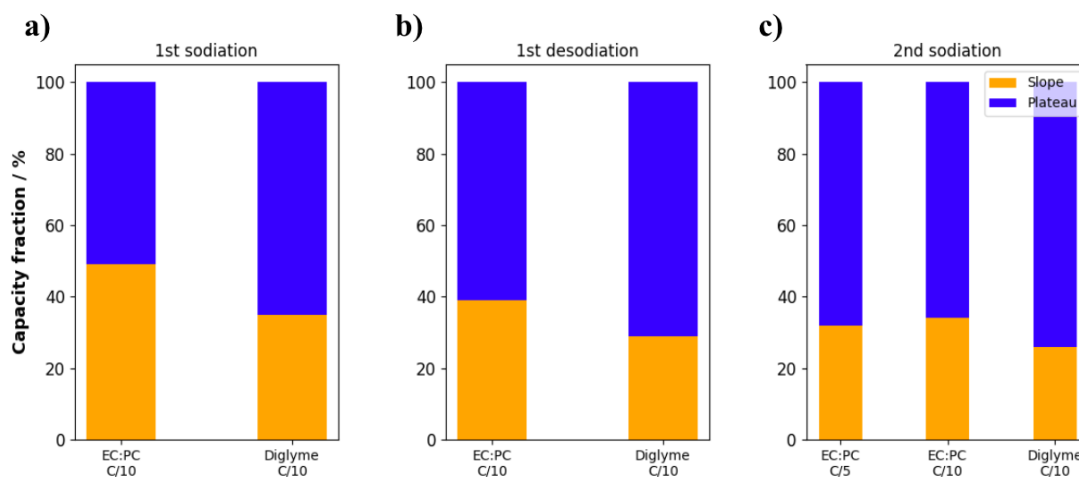 a)
1st sodiation
Capacity fraction / %
100
80
60
40
20
0
EC:PC
C/10
Diglyme
C/10
b)
1st desodiation
100
80
60
40
20
0
EC:PC
C/10
Diglyme
C/10
c)
2nd sodiation
Slope
Plateau
100
80
60
40
20
0
EC:PC
C/5
EC:PC
C/10
Diglyme
C/10